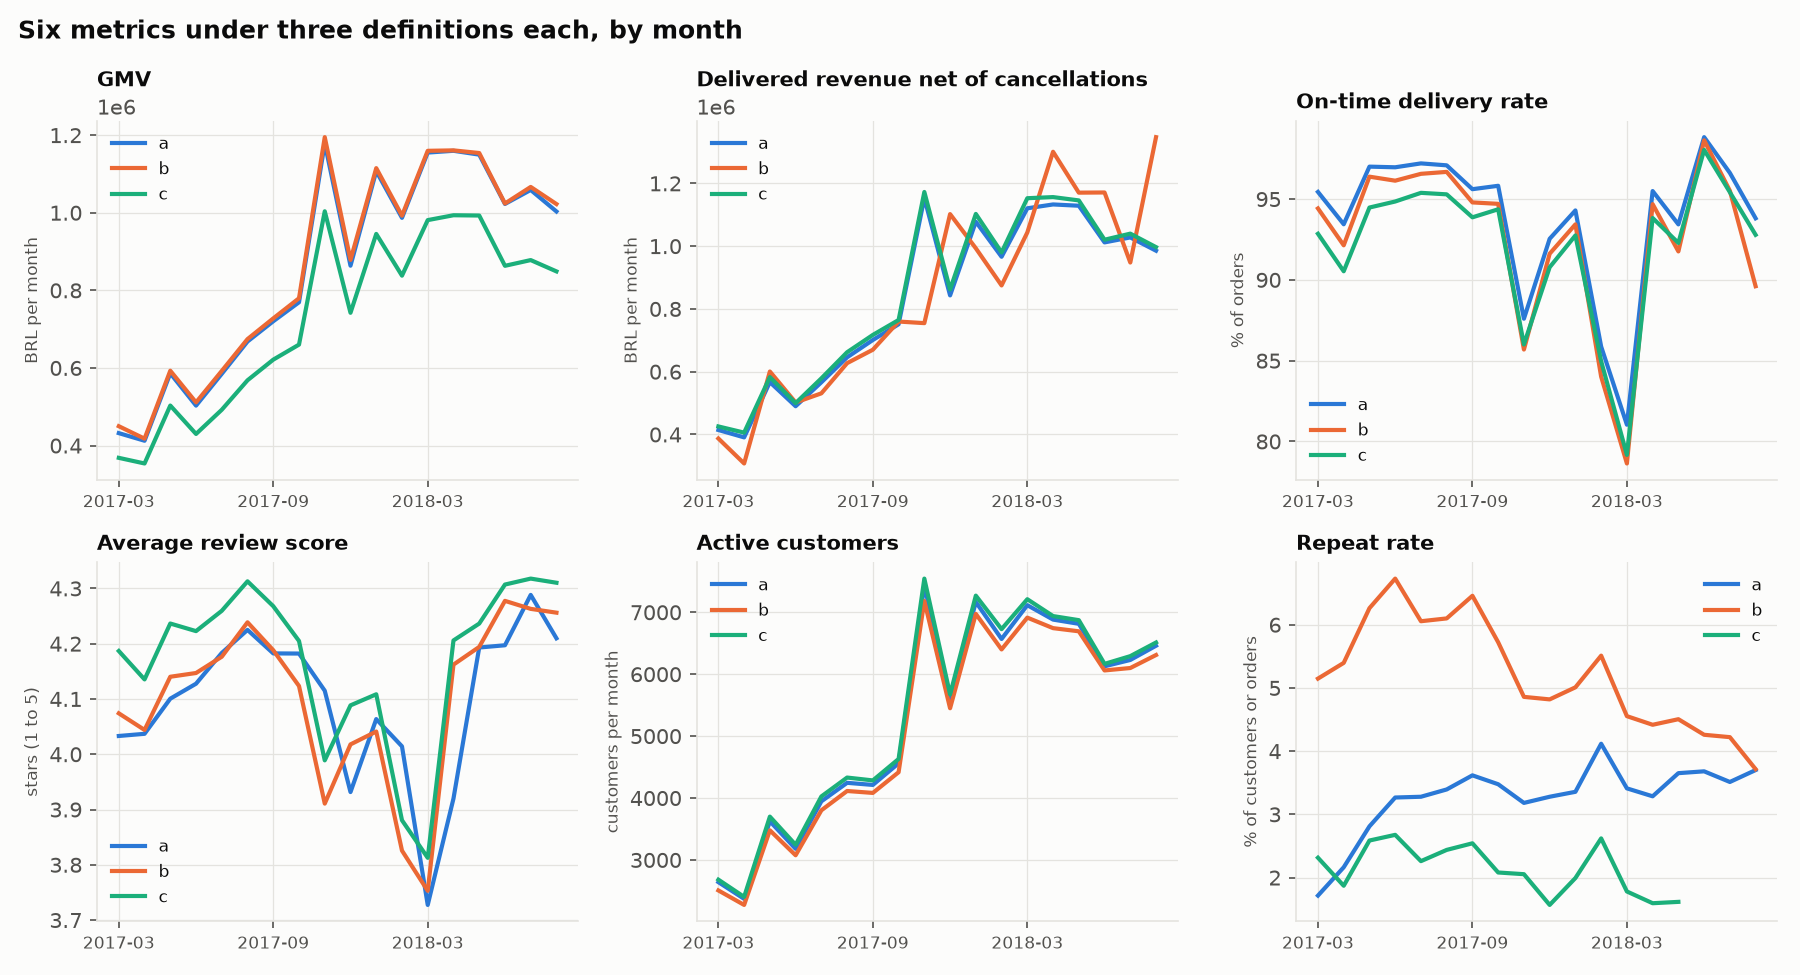 Six metrics under three definitions each, by month
GMV
1e6
BRL per month
1.2
1.0
0.8
0.6
0.4
a
b
c
2017-03
2017-09
2018-03
Delivered revenue net of cancellations
1e6
BRL per month
1.2
1.0
0.8
0.6
0.4
a
b
c
2017-03
2017-09
2018-03
On-time delivery rate
% of orders
95
90
85
80
a
b
c
2017-03
2017-09
2018-03
Average review score
stars (1 to 5)
4.3
4.2
4.1
4.0
3.9
3.8
3.7
a
b
c
2017-03
2017-09
2018-03
Active customers
customers per month
7000
6000
5000
4000
3000
a
b
c
2017-03
2017-09
2018-03
Repeat rate
% of customers or orders
6
5
4
3
2
a
b
c
2017-03
2017-09
2018-03